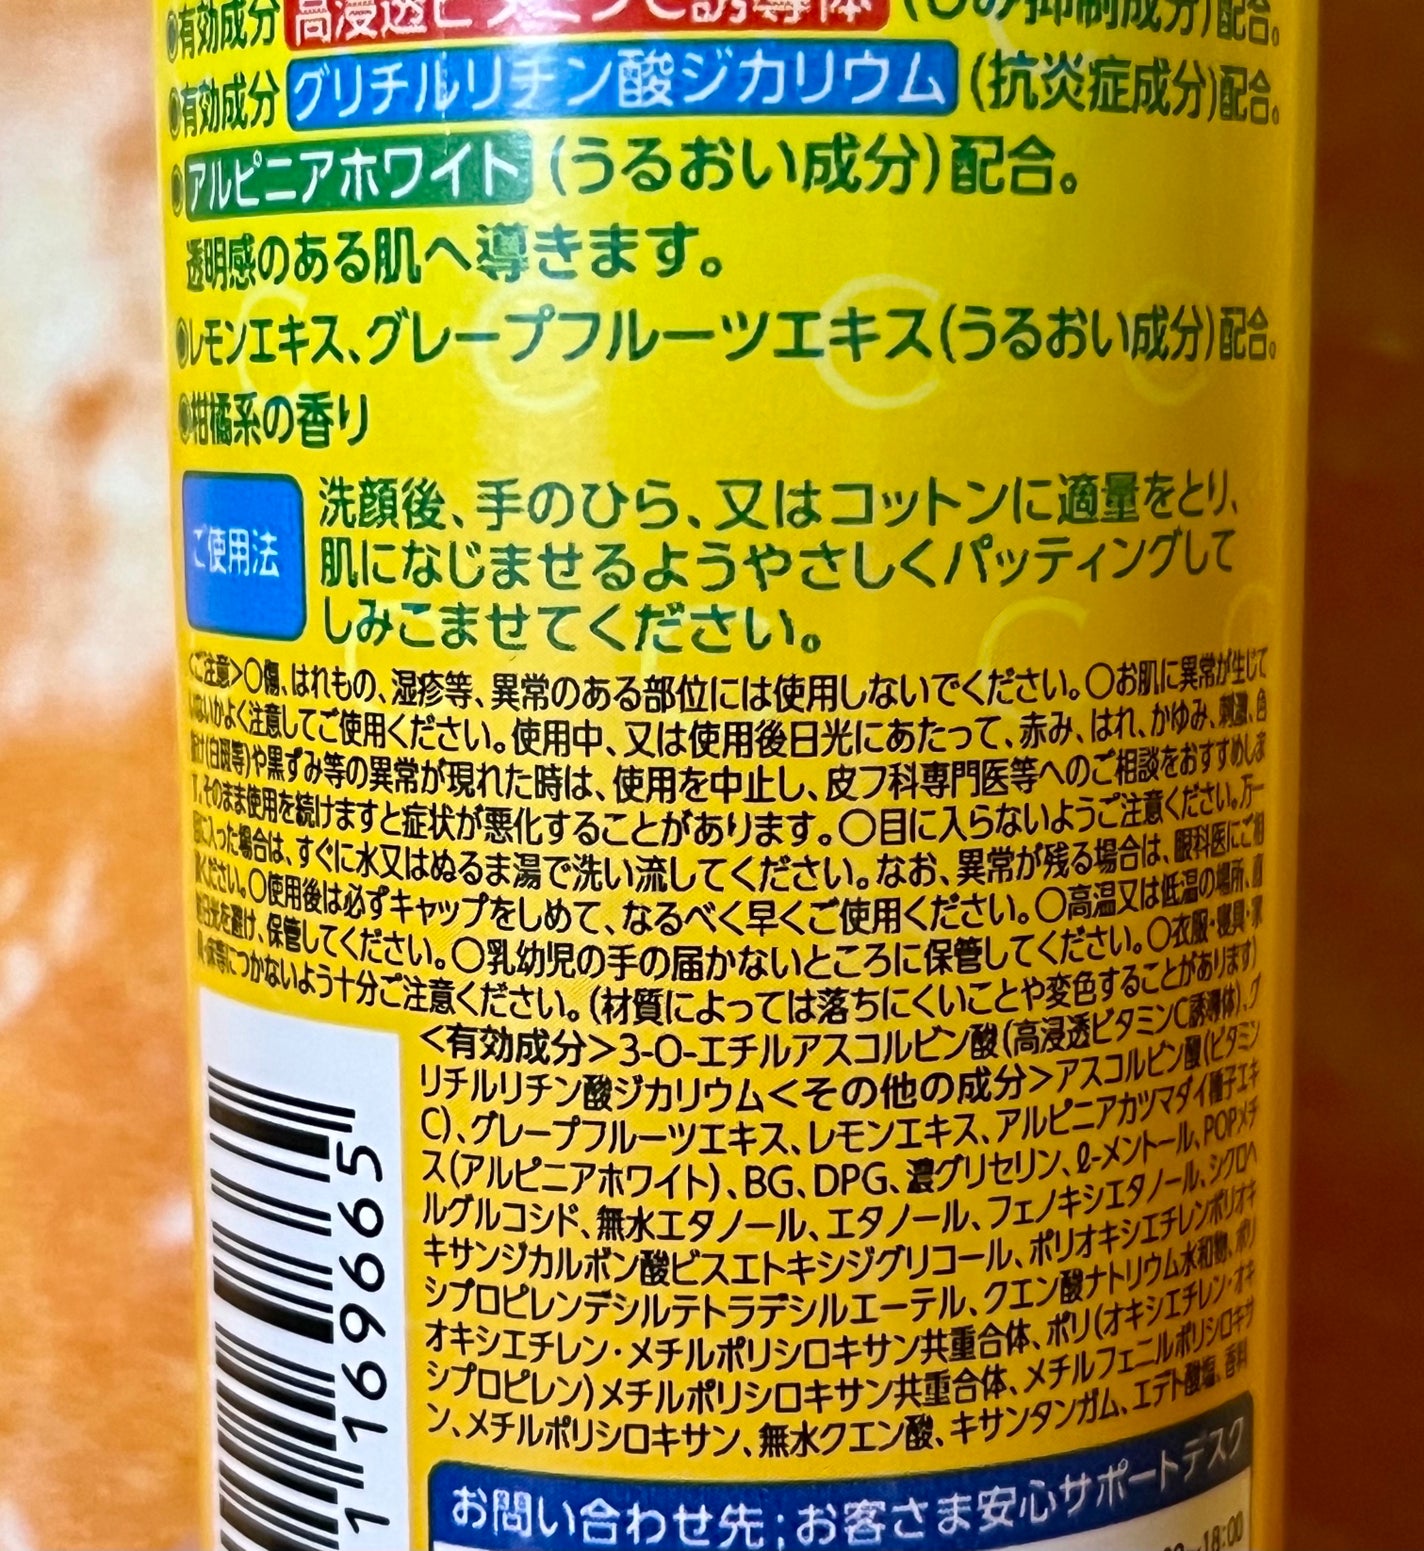 ●有効成分 高浸透ビタミンC誘導体 (しみ抑制成分)配合。
●有効成分 グリチルリチン酸ジカリウム (抗炎症成分)配合。
●アルピニアホワイト (うるおい成分)配合。
透明感のある肌へ導きます。
●レモンエキス、グレープフルーツエキス(うるおい成分)配合。
●柑橘系の香り
ご使用法
洗顔後、手のひら、又はコットンに適量をとり、
肌になじませるようやさしくパッティングして
しみこませてください。
<ご注意>○傷、はれもの、湿疹等、異常のある部位には使用しないでください。○お肌に異常が生じて
いないかよく注意してご使用ください。使用中、又は使用後日光にあたって、赤み、はれ、かゆみ、刺激、色
抜け(白斑等)や黒ずみ等の異常が現れた時は、使用を中止し、皮フ科専門医等へのご相談をおすすめしま
す。そのまま使用を続けますと症状が悪化することがあります。○目に入らないようご注意ください。万一
目に入った場合は、すぐに水又はぬるま湯で洗い流してください。なお、異常が残る場合は、眼科医にご相
談ください。○使用後は必ずキャップをしめて、なるべく早くご使用ください。○高温又は低温の場所、直
射日光を避け、保管してください。○乳幼児の手の届かないところに保管してください。○衣服・寝具・家
具・床等につかないよう十分ご注意ください。(材質によっては落ちにくいことや変色することがあります)
<有効成分>3-O-エチルアスコルビン酸(高浸透ビタミンC誘導体)、グ
リチルリチン酸ジカリウム<その他の成分>アスコルビン酸(ビタミン
C)、グレープフルーツエキス、レモンエキス、アルピニアカツマダイ種子エキ
ス(アルピニアホワイト)、BG、DPG、濃グリセリン、ℓ-メントール、POPメチ
ルグルコシド、無水エタノール、エタノール、フェノキシエタノール、シクロヘ
キサンジカルボン酸ビスエトキシジグリコール、ポリオキシエチレンポリオキ
シプロピレンデシルテトラデシルエーテル、クエン酸ナトリウム水和物、ポリ
オキシエチレン・メチルポリシロキサン共重合体、ポリ(オキシエチレン・オキ
シプロピレン)メチルポリシロキサン共重合体、メチルフェニルポリシロキサ
ン、メチルポリシロキサン、無水クエン酸、キサンタンガム、エデト酸塩、香料
1 169665
お問い合わせ先;お客さま安心サポートデスク
~18:00